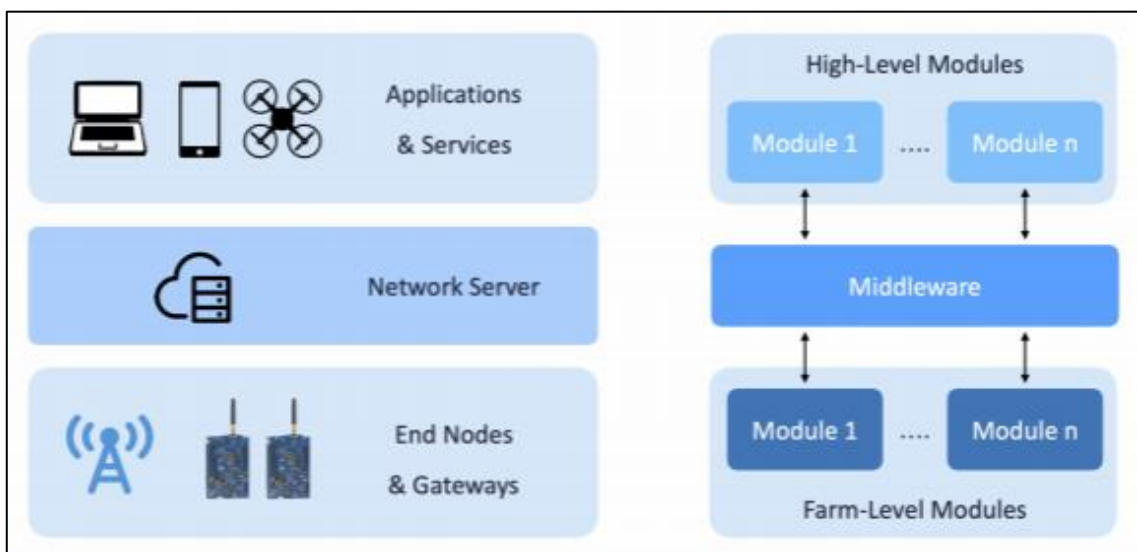 Applications
& Services
Network Server
End Nodes
& Gateways
High-Level Modules
Module 1 .... Module n
Middleware
Module 1 .... Module n
Farm-Level Modules